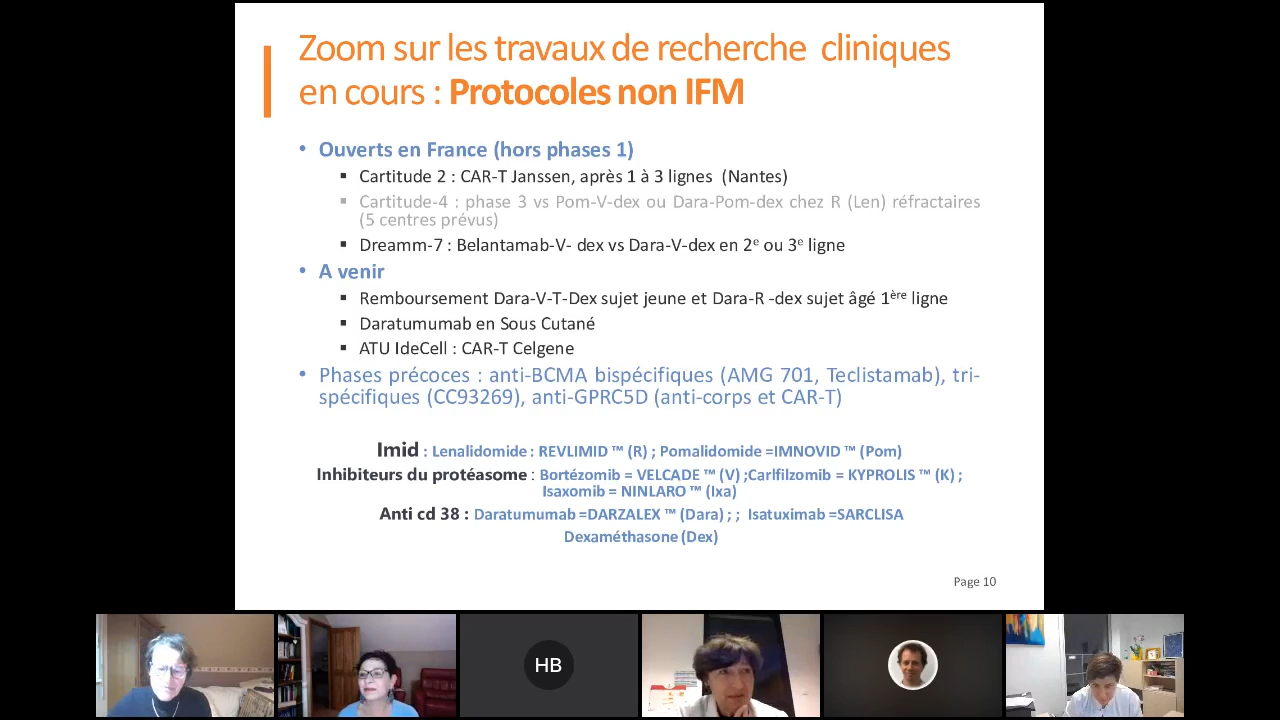 Zoom sur les travaux de recherche cliniques
en cours : Protocoles non IFM
• Ouverts en France (hors phases 1)
▪ Cartitude 2 : CAR-T Janssen, après 1 à 3 lignes (Nantes)
▪ Cartitude-4 : phase 3 vs Pom-V-dex ou Dara-Pom-dex chez R (Len) réfractaires
(5 centres prévus)
▪ Dreamm-7 : Belantamab-V- dex vs Dara-V-dex en 2e ou 3e ligne
• A venir
▪ Remboursement Dara-V-T-Dex sujet jeune et Dara-R -dex sujet âgé 1ère ligne
▪ Daratumumab en Sous Cutané
▪ ATU IdeCell : CAR-T Celgene
• Phases précoces : anti-BCMA bispécifiques (AMG 701, Teclistamab), tri-
spécifiques (CC93269), anti-GPRC5D (anti-corps et CAR-T)
Imid : Lenalidomide : REVLIMID ™ (R) ; Pomalidomide =IMNOVID ™ (Pom)
Inhibiteurs du protéasome : Bortézomib = VELCADE ™ (V) ;Carlfilzomib = KYPROLIS ™ (K) ;
Isaxomib = NINLARO ™ (Ixa)
Anti cd 38 : Daratumumab =DARZALEX ™ (Dara) ; ; Isatuximab =SARCLISA
Dexaméthasone (Dex)
Page 10
HB